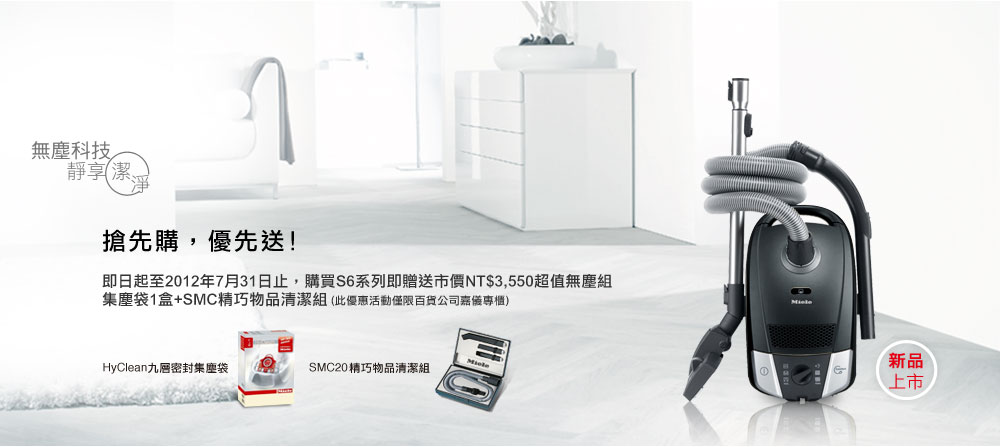 無塵科技
靜享潔淨
搶先購，優先送！
即日起至2012年7月31日止，購買S6系列即贈送市價NT$3,550超值無塵組
集塵袋1盒+SMC精巧物品清潔組 (此優惠活動僅限百貨公司嘉儀專櫃)
HyClean九層密封集塵袋
SMC20精巧物品清潔組
Miele
Miele
Miele
新品
上市